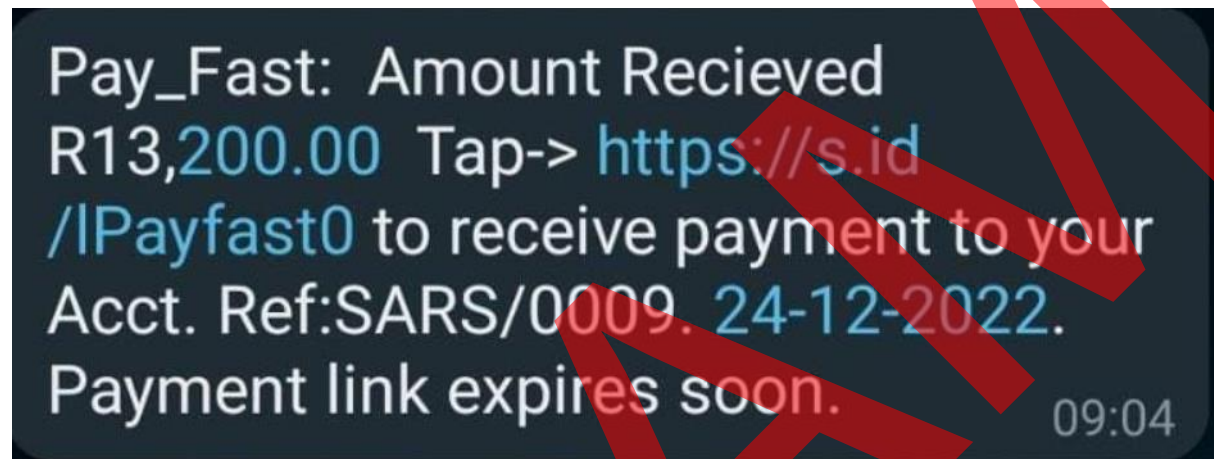 Pay_Fast:  Amount Recieved
R13,200.00  Tap-> https://s.id
/lPayfast0 to receive payment to your
Acct. Ref:SARS/0009. 24-12-2022.
Payment link expires soon.
09:04